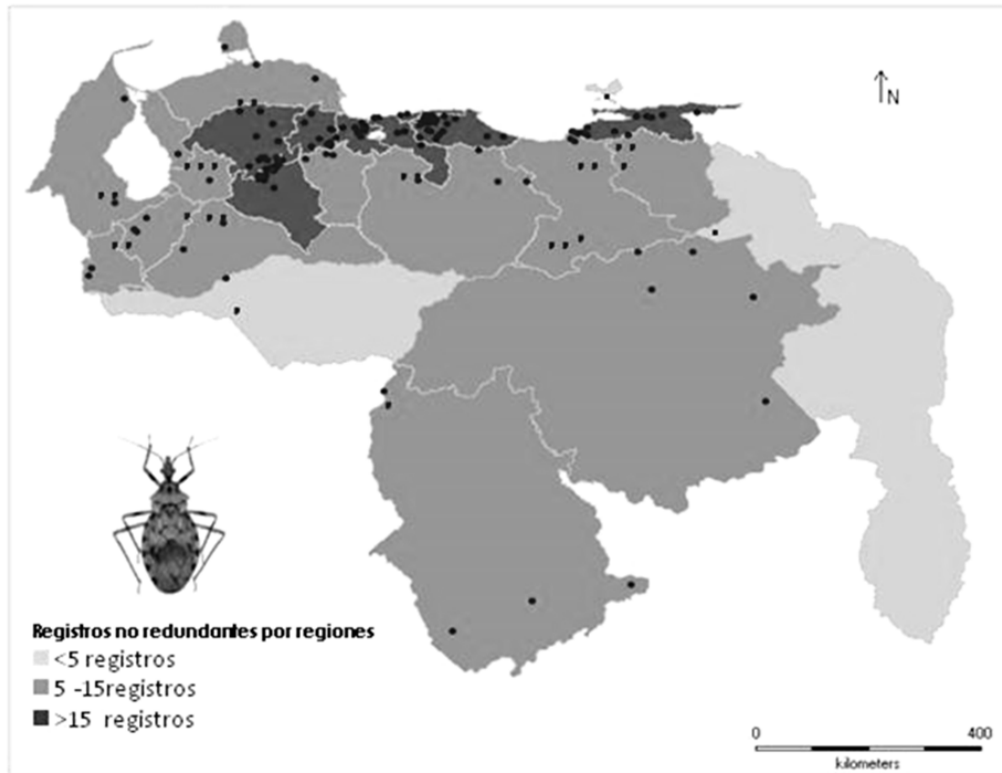 N
Registros no redundantes por regiones
<5 registros
5 -15registros
>15 registros
0 400
kilometers